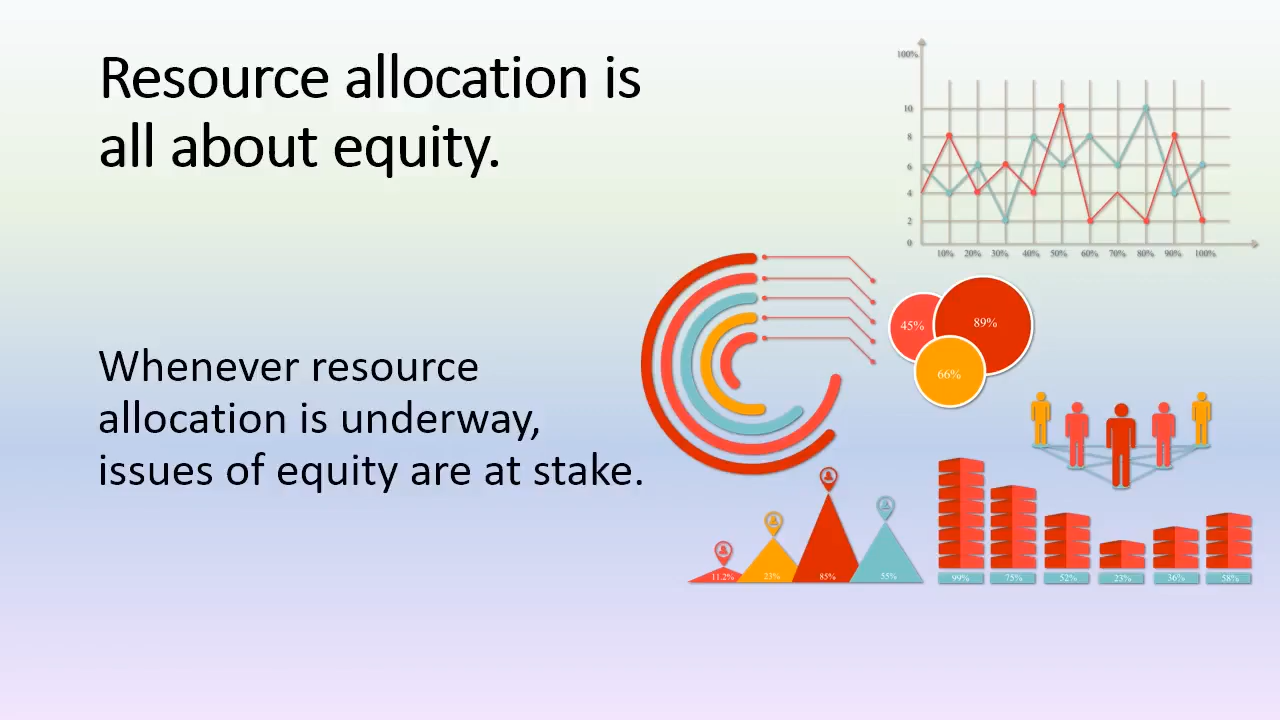 Resource allocation is
all about equity.
Whenever resource
allocation is underway,
issues of equity are at stake.
100%
10
8
6
4
2
0
10% 20% 30% 40% 50% 60% 70% 80% 90% 100%
45%
89%
66%
11.2% 23% 85% 55%
99% 75% 52% 23% 36% 58%